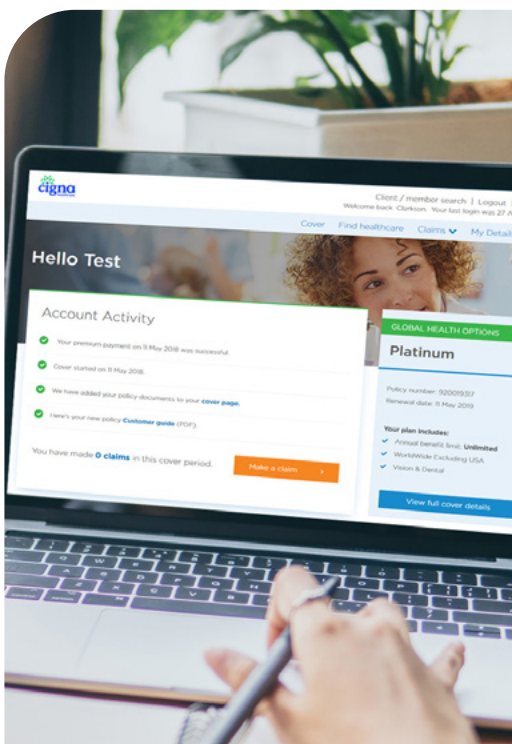 cigna
healthcare
Client / member search | Logout |
Welcome back Clarkson. Your last login was 27 A
Cover Find healthcare Claims My Detail
Hello Test
Account Activity
Your premium payment on 11 May 2018 was successful.
Cover started on 11 May 2018.
We have added your policy documents to your cover page.
Here's your new policy Customer guide (PDF).
You have made 0 claims in this cover period.
Make a claim
GLOBAL HEALTH OPTIONS
Platinum
Policy number: 920019317
Renewal date: 11 May 2019
Your plan includes:
Annual benefit limit: Unlimited
WorldWide Excluding USA
Vision & Dental
View full cover details